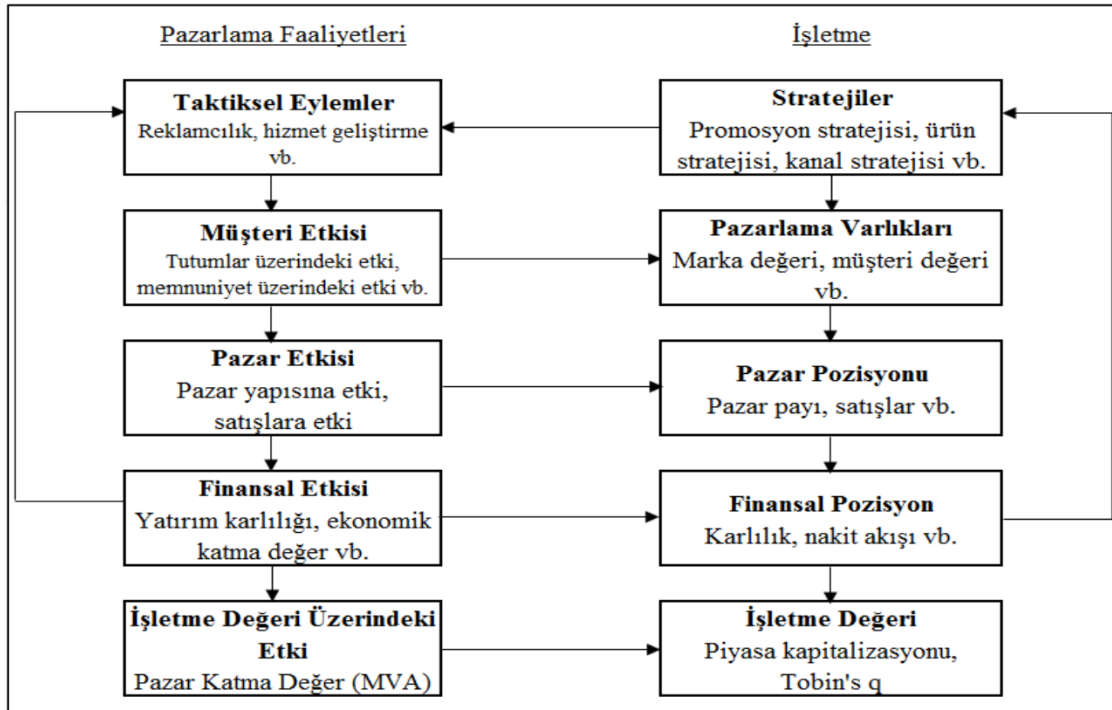 Pazarlama Faaliyetleri
İşletme
Taktiksel Eylemler
Reklamcılık, hizmet geliştirme
vb.
Stratejiler
Promosyon stratejisi, ürün
stratejisi, kanal stratejisi vb.
Müşteri Etkisi
Tutumlar üzerindeki etki,
memnuniyet üzerindeki etki vb.
Pazarlama Varlıkları
Marka değeri, müşteri değeri
vb.
Pazar Etkisi
Pazar yapısına etki,
satışlara etki
Pazar Pozisyonu
Pazar payı, satışlar vb.
Finansal Etkisi
Yatırım karlılığı, ekonomik
katma değer vb.
Finansal Pozisyon
Karlılık, nakit akışı vb.
İşletme Değeri Üzerindeki
Etki
Pazar Katma Değer (MVA)
İşletme Değeri
Piyasa kapitalizasyonu,
Tobin's q